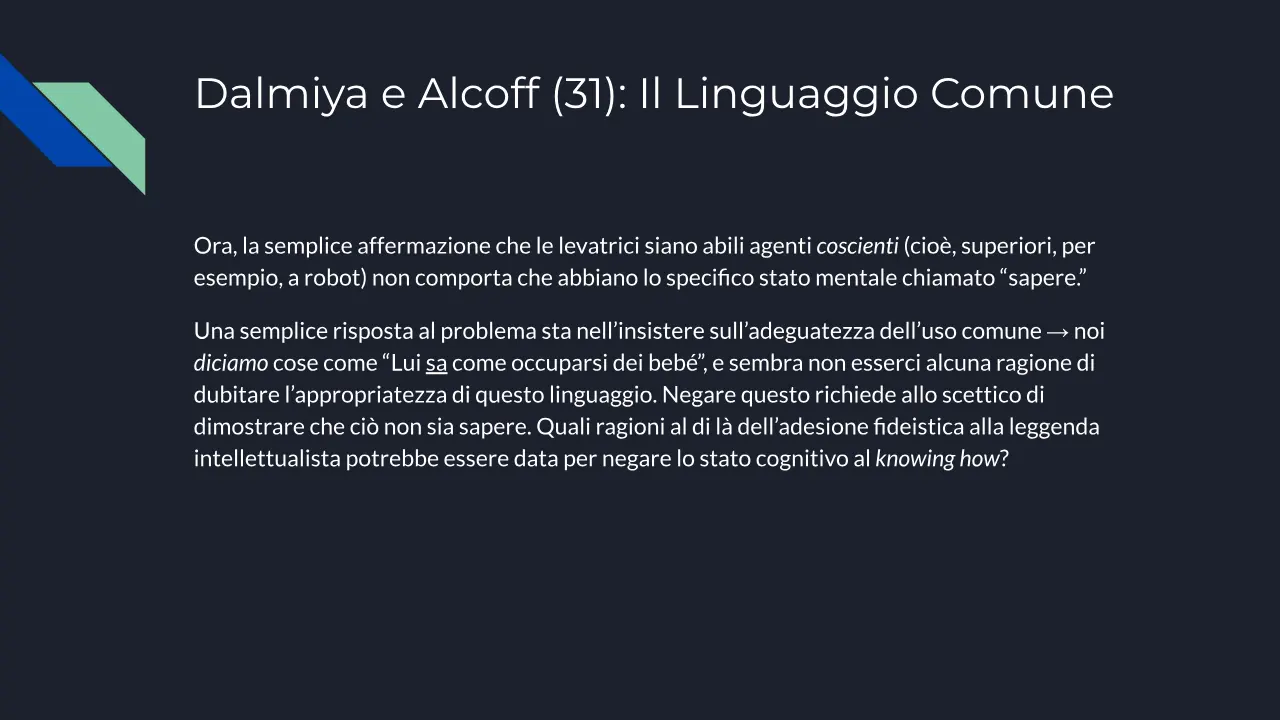 Dalmiya e Alcoff (31): Il Linguaggio Comune
Ora, la semplice affermazione che le levatrici siano abili agenti coscienti (cioè, superiori, per
esempio, a robot) non comporta che abbiano lo specifico stato mentale chiamato “sapere.”
Una semplice risposta al problema sta nell’insistere sull’adeguatezza dell’uso comune → noi
diciamo cose come “Lui sa come occuparsi dei bebé”, e sembra non esserci alcuna ragione di
dubitare l’appropriatezza di questo linguaggio. Negare questo richiede allo scettico di
dimostrare che ciò non sia sapere. Quali ragioni al di là dell’adesione fideistica alla leggenda
intellettualista potrebbe essere data per negare lo stato cognitivo al knowing how?